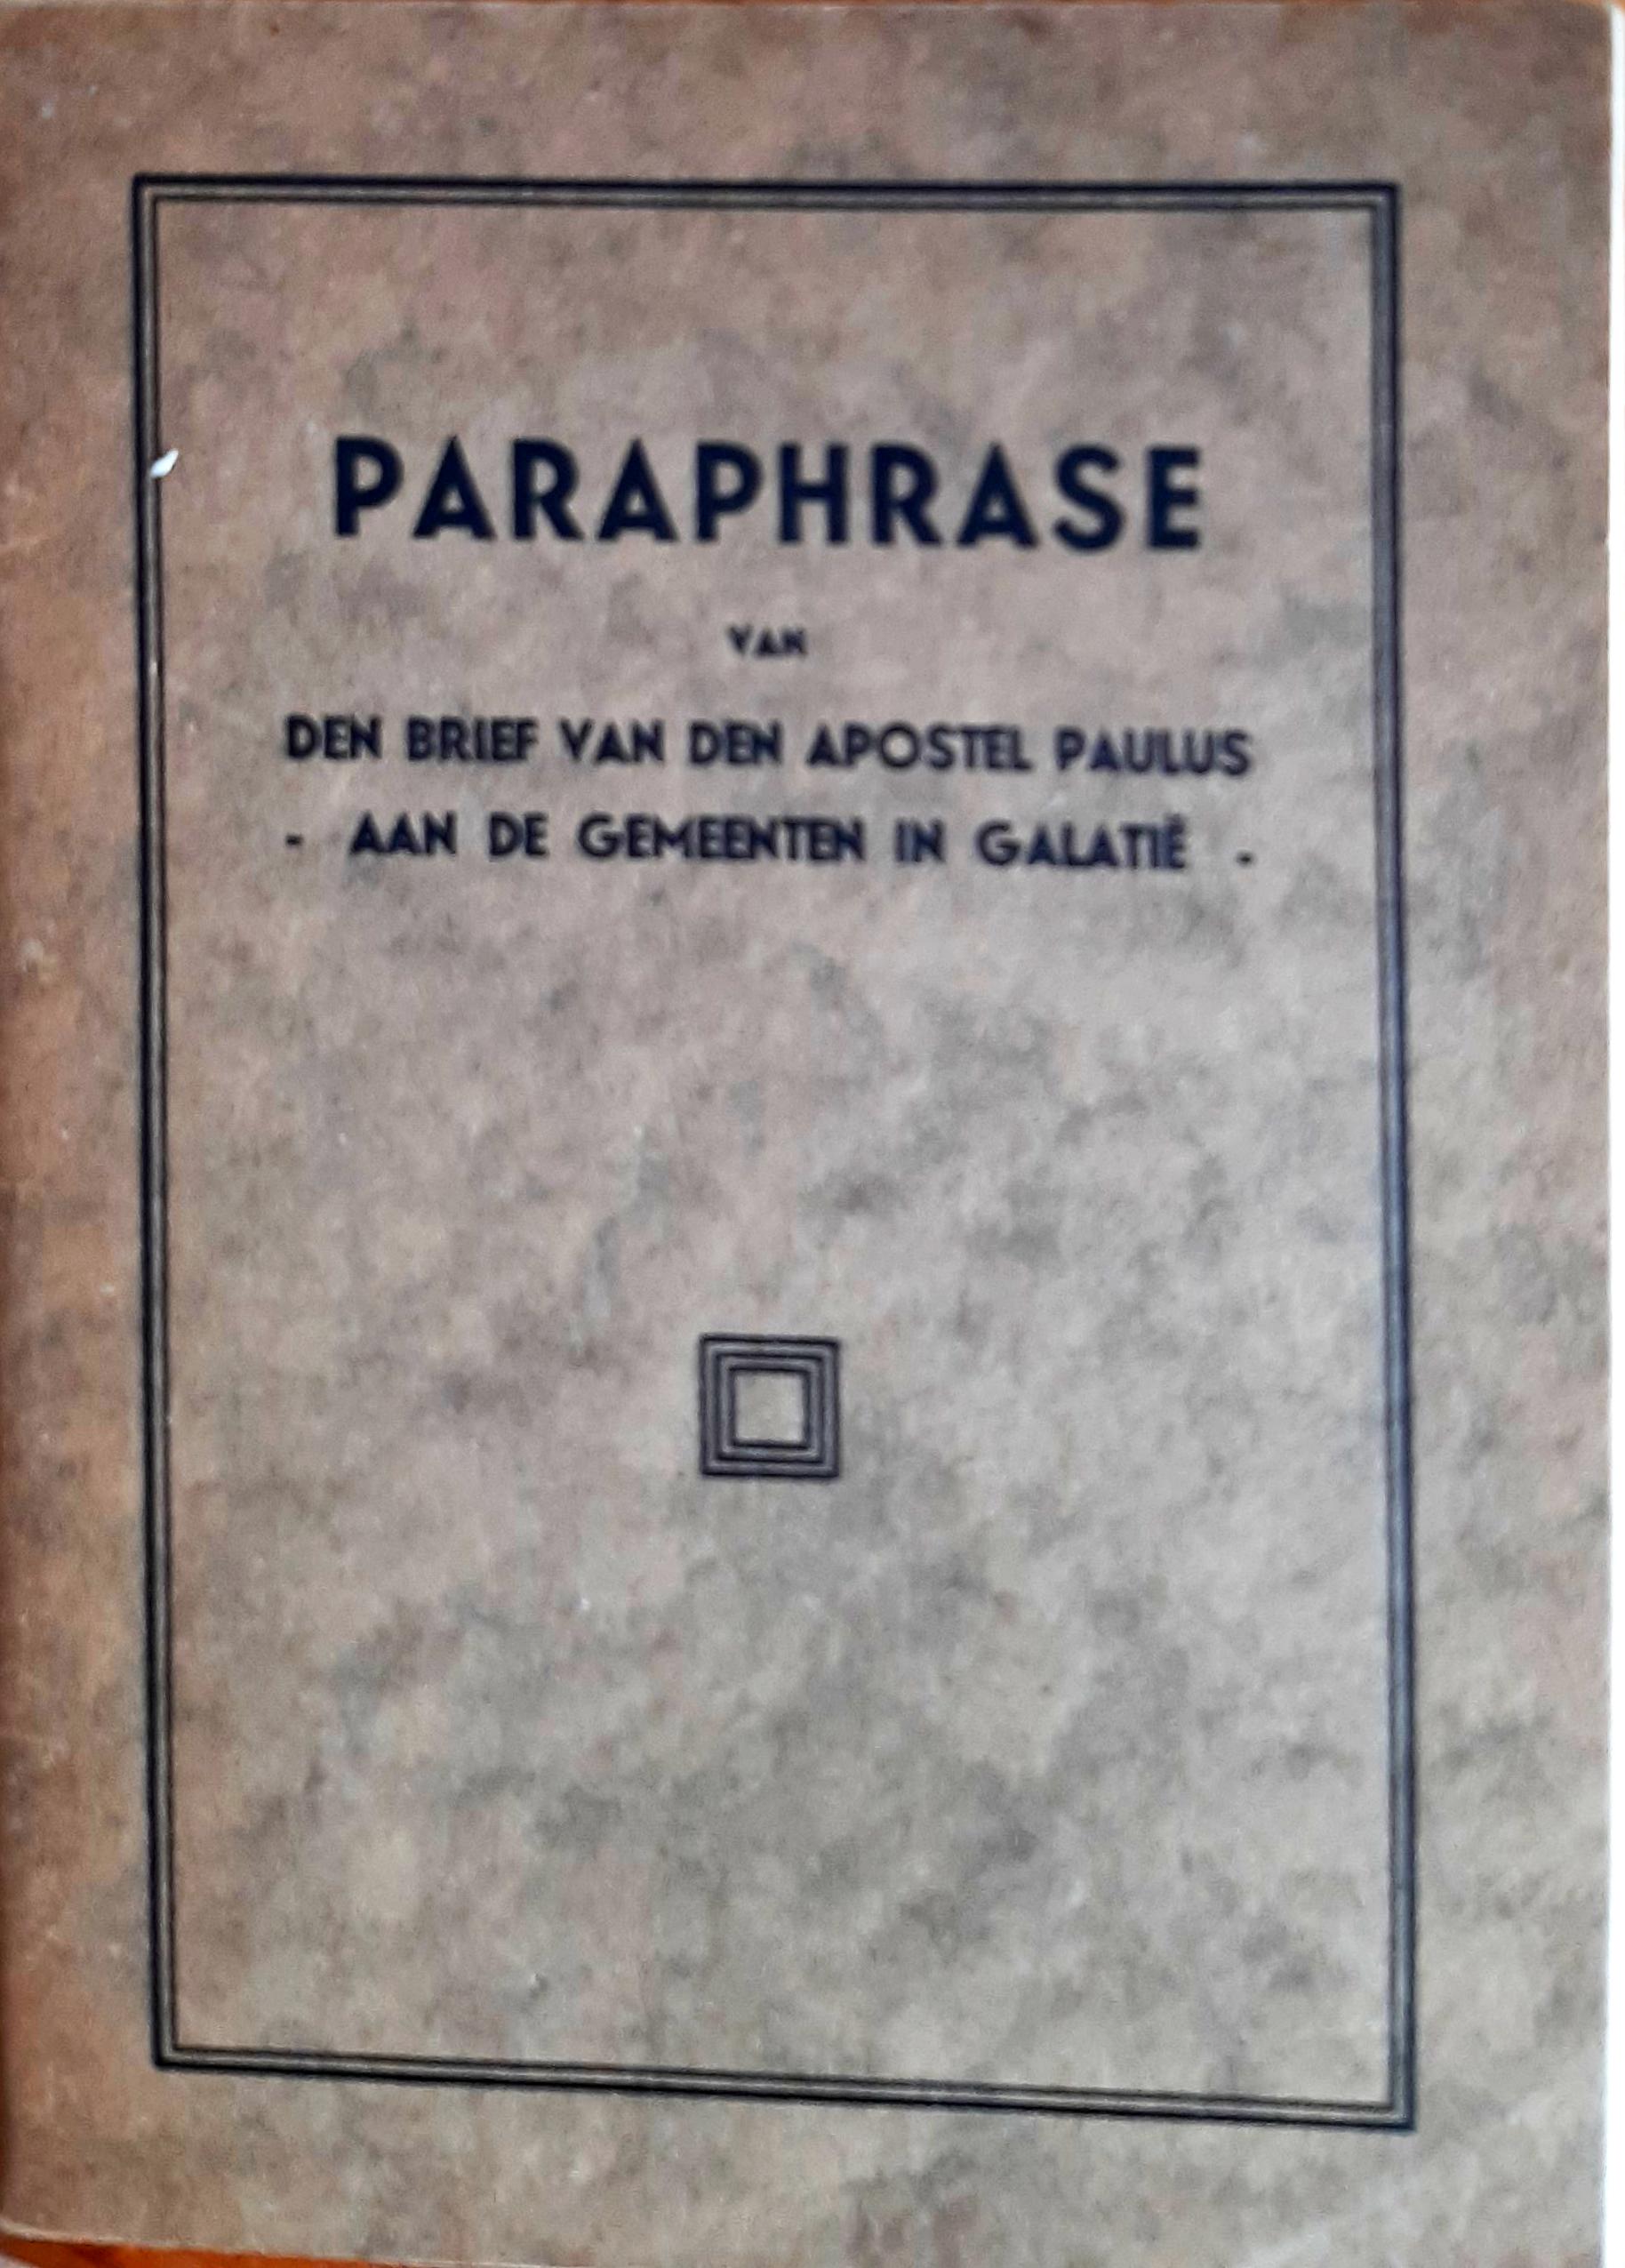 PARAPHRASE
VAN
DEN BRIEF VAN DEN APOSTEL PAULUS
- AAN DE GEMEENTEN IN GALATIË -